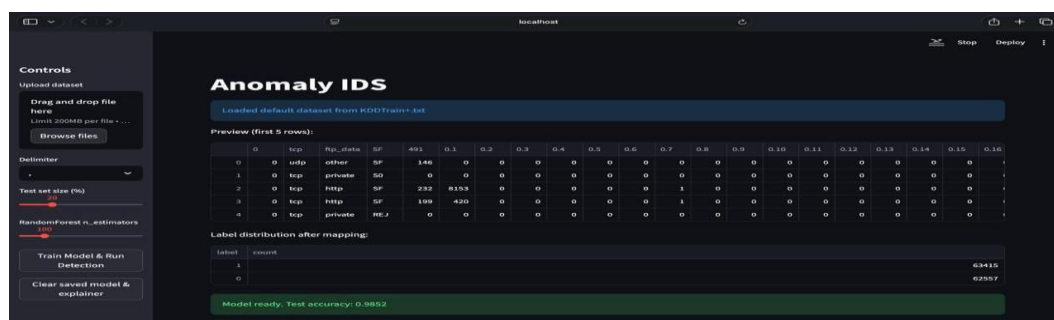 localhost
Stop Deploy
Controls
Upload dataset
Drag and drop file
here
Limit 200MB per file • ...
Browse files
Delimiter
,
Test set size (%)
20
RandomForest n_estimators
100
Train Model & Run
Detection
Clear saved model &
explainer
Anomaly IDS
Loaded default dataset from KDDTrain+.txt
Preview (first 5 rows):
0 tcp ftp_data SF 491 0.1 0.2 0.3 0.4 0.5 0.6 0.7 0.8 0.9 0.10 0.11 0.12 0.13 0.14 0.15 0.16
0 0 udp other SF 146 0 0 0 0 0 0 0 0 0 0 0 0 0 0 0
1 0 tcp private S0 0 0 0 0 0 0 0 0 0 0 0 0 0 0 0 0
2 0 tcp http SF 232 8153 0 0 0 0 0 1 0 0 0 0 0 0 0 0
3 0 tcp http SF 199 420 0 0 0 0 0 1 0 0 0 0 0 0 0 0
4 0 tcp private REJ 0 0 0 0 0 0 0 0 0 0 0 0 0 0 0 0
Label distribution after mapping:
label count
1 63415
0 62557
Model ready. Test accuracy: 0.9852